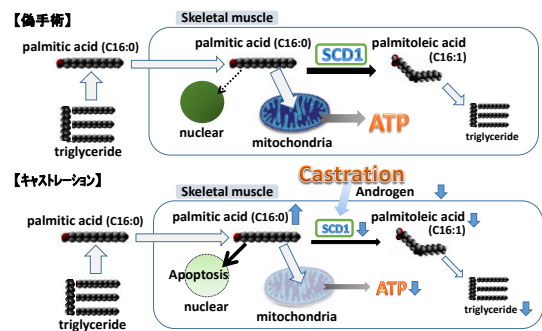 【偽手術】
Skeletal muscle
palmitic acid (C16:0)
palmitic acid (C16:0)
SCD1
palmitoleic acid
(C16:1)
nuclear
mitochondria
ATP
triglyceride
triglyceride
【キャストレーション】
Castration
Skeletal muscle
Androgen
palmitic acid (C16:0)
palmitic acid (C16:0)
SCD1
palmitoleic acid
(C16:1)
Apoptosis
nuclear
mitochondria
ATP
triglyceride
triglyceride